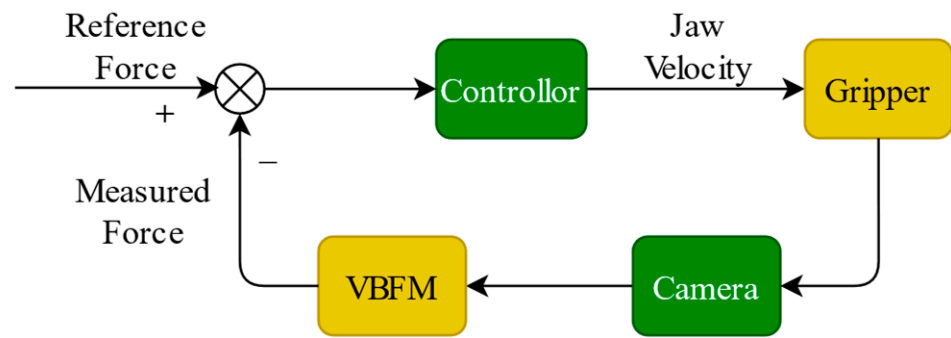 Reference
Force
+
Controllor
Jaw
Velocity
Gripper
−
Measured
Force
VBFM
Camera